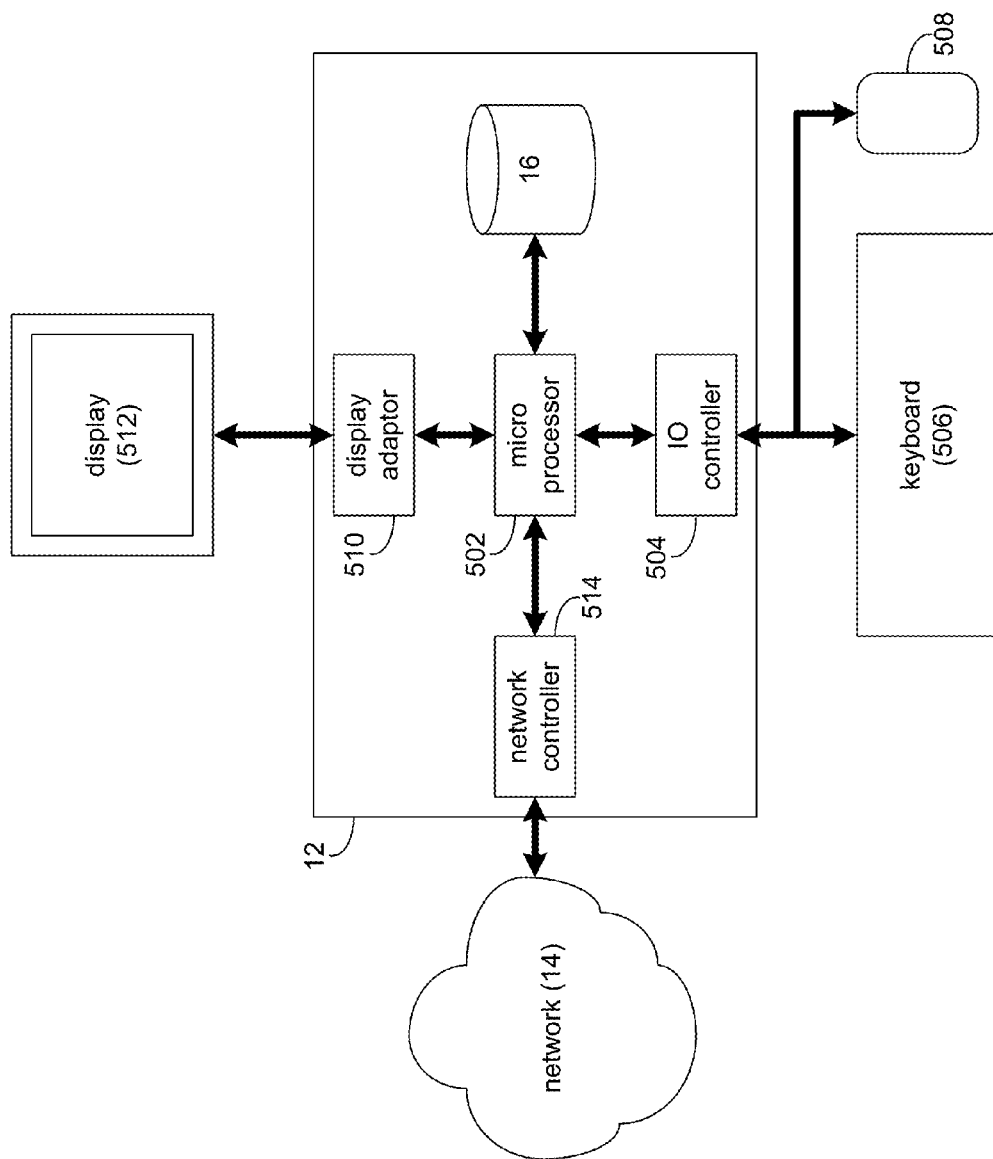 display
(512)
display
adaptor
510
micro
processor
502
16
IO
controller
504
network
controller
514
12
network (14)
keyboard
(506)
508